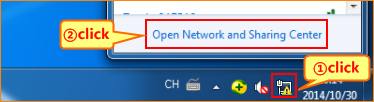 ②click
Open Network and Sharing Center
①click
CH
2014/10/30